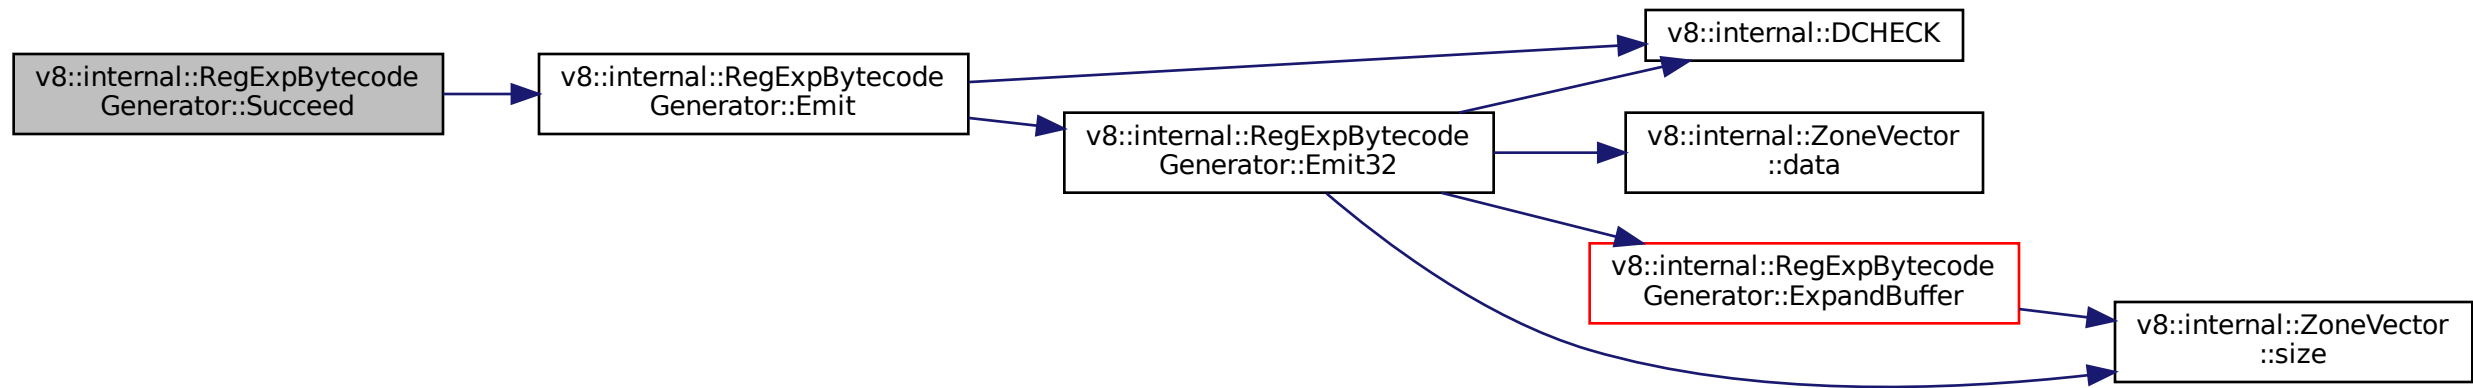 v8::internal::RegExpBytecode
Generator::Succeed
v8::internal::RegExpBytecode
Generator::Emit
v8::internal::DCHECK
v8::internal::RegExpBytecode
Generator::Emit32
v8::internal::ZoneVector
::data
v8::internal::RegExpBytecode
Generator::ExpandBuffer
v8::internal::ZoneVector
::size